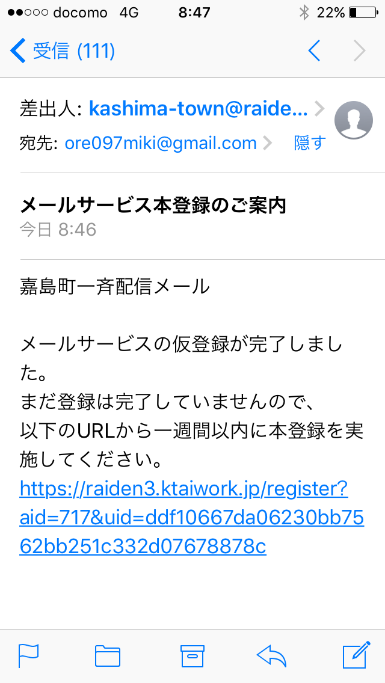 docomo 4G 8:47 22%
受信 (111)
差出人: kashima-town@raide...
宛先: ore097miki@gmail.com 隠す
メールサービス本登録のご案内
今日 8:46
嘉島町一斉配信メール
メールサービスの仮登録が完了しまし
た。
まだ登録は完了していませんので、
以下のURLから一週間以内に本登録を実
施してください。
https://raiden3.ktaiwork.jp/register?
aid=717&uid=ddf10667da06230bb75
62bb251c332d07678878c